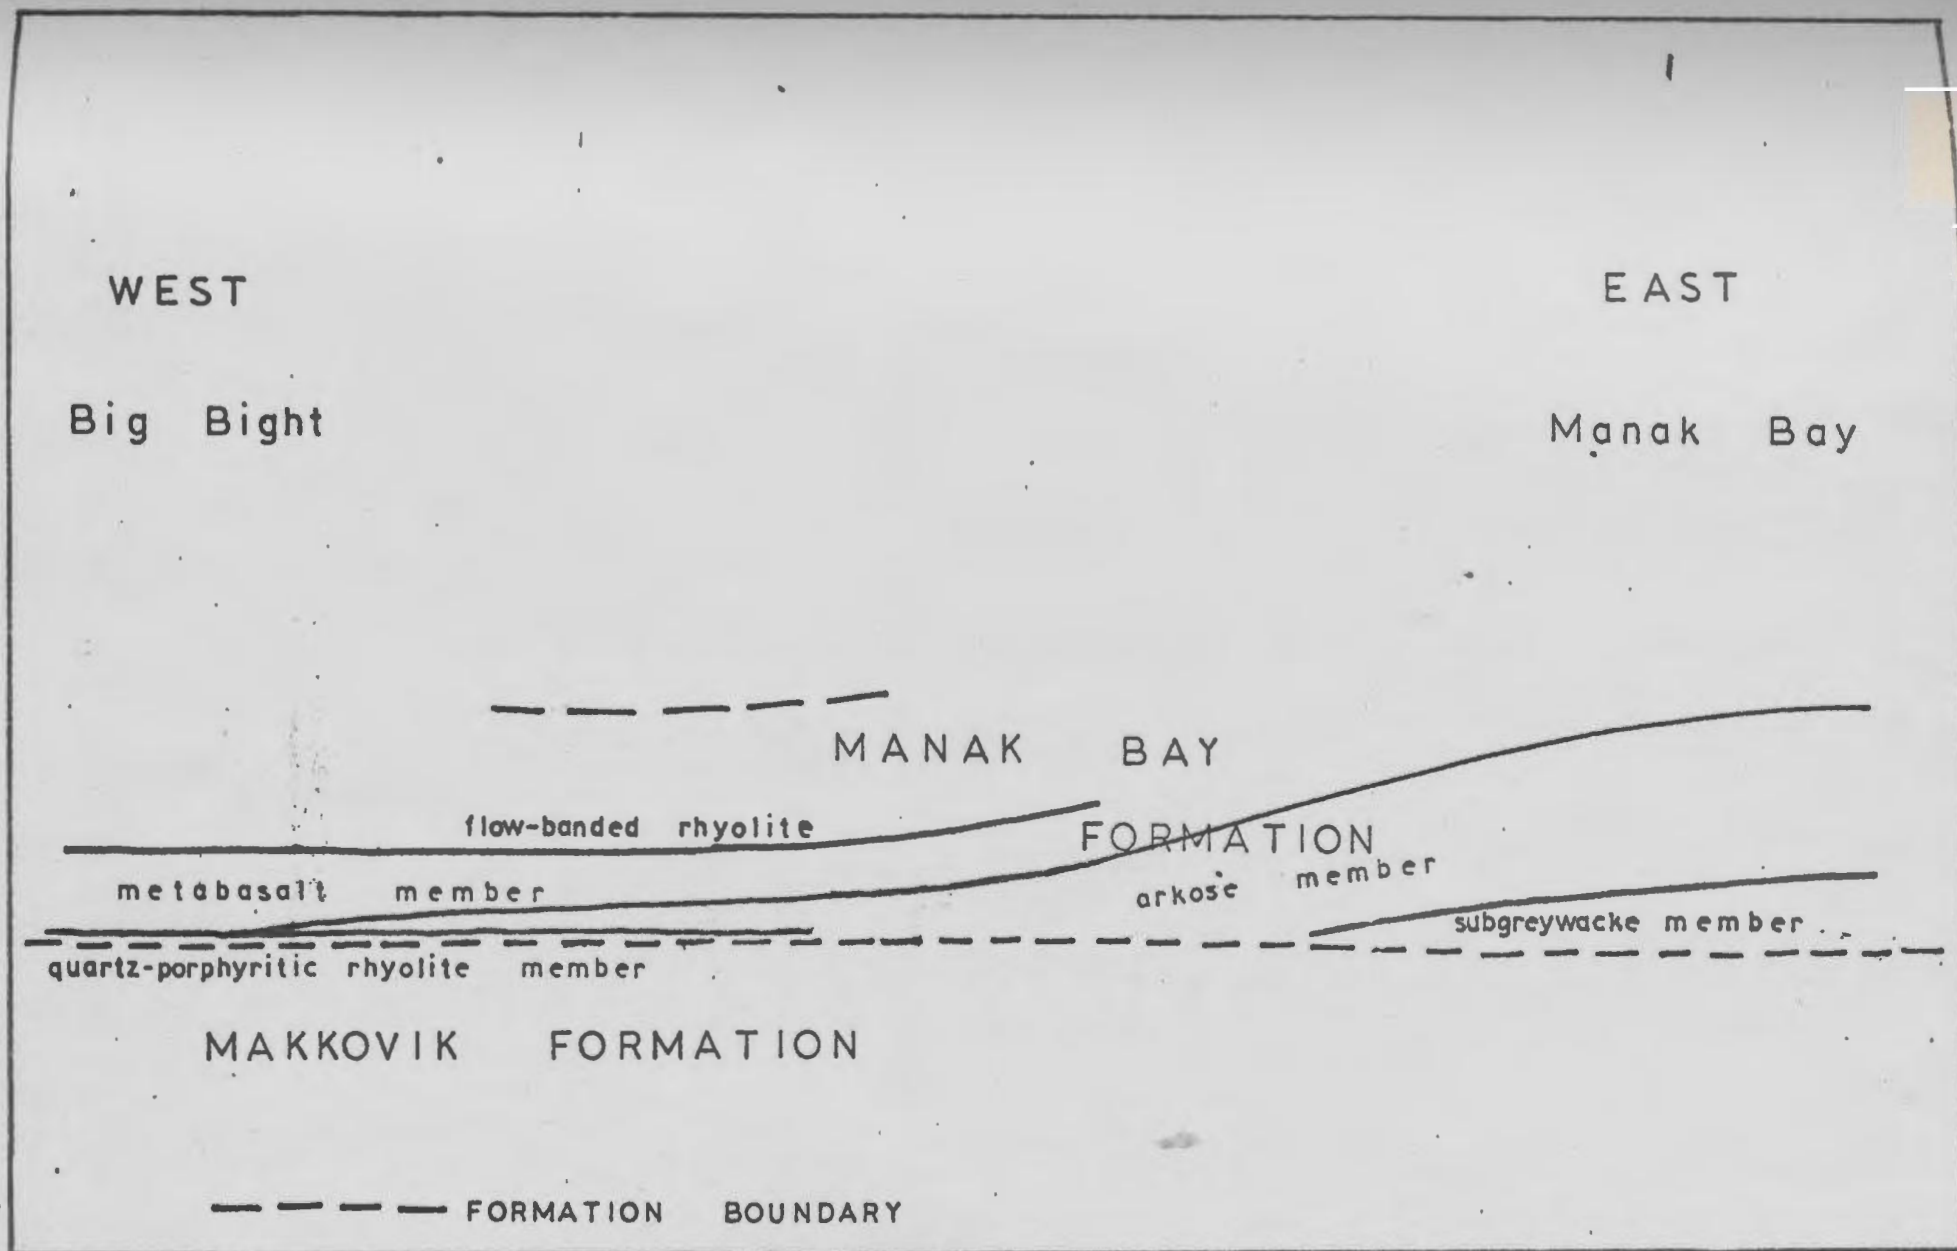 WEST
EAST
Big Bight
Manak Bay
MANAK BAY
FORMATION
flow-banded rhyolite
metabasalt member
arkose member
subgreywacke member
quartz-porphyritic rhyolite member
MAKKOVIK FORMATION
FORMATION BOUNDARY